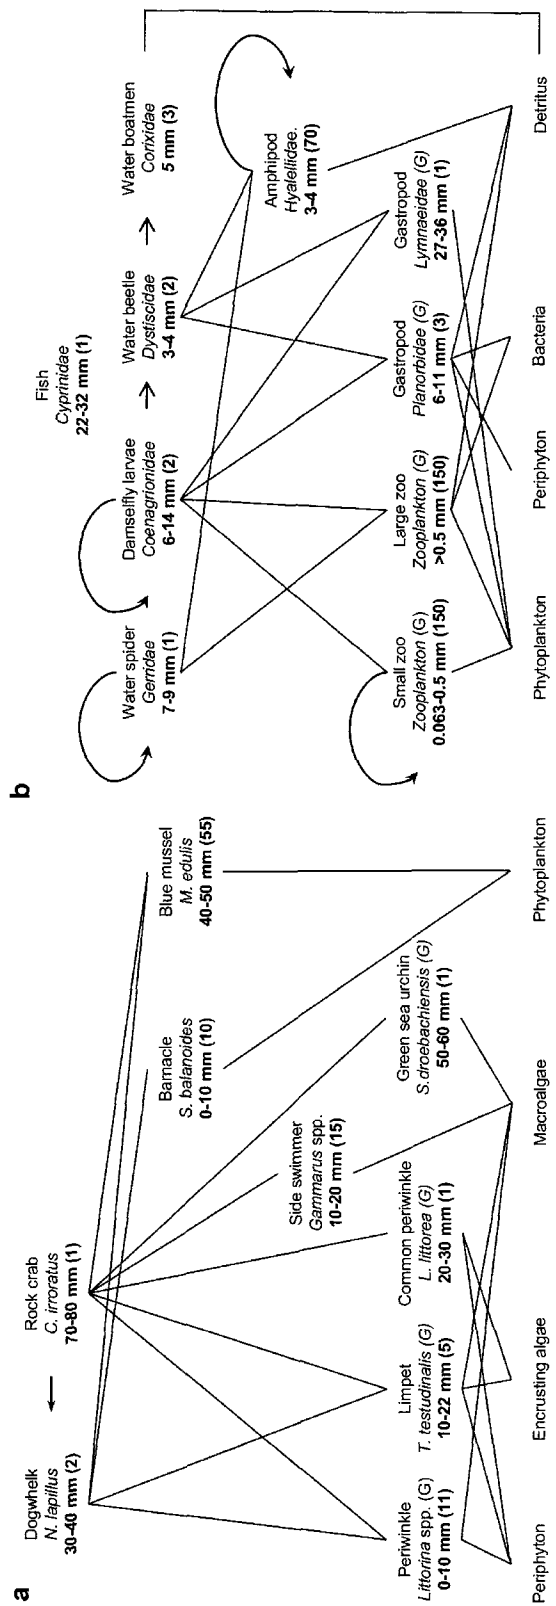 a
Dogwhelk
N. lapillus
30-40 mm (2)
Rock crab
C. irroratus
70-80 mm (1)
Barnacle
S. balanoides
0-10 mm (10)
Blue mussel
M. edulis
40-50 mm (55)
Side swimmer
Gammarus spp.
10-20 mm (15)
Periwinkle
Littorina spp. (G)
0-10 mm (11)
Limpet
T. testudinalis (G)
10-22 mm (5)
Common periwinkle
L. littorea (G)
20-30 mm (1)
Green sea urchin
S.droebachiensis (G)
50-60 mm (1)
Periphyton
Encrusting algae
Macroalgae
Phytoplankton
b
Fish
Cyprinidae
22-32 mm (1)
Water spider
Gerridae
7-9 mm (1)
Damselfly larvae
Coenagrionidae
6-14 mm (2)
Water beetle
Dystiscidae
3-4 mm (2)
Water boatmen
Corixidae
5 mm (3)
Amphipod
Hyalellidae.
3-4 mm (70)
Small zoo
Zooplankton (G)
0.063-0.5 mm (150)
Large zoo
Zooplankton (G)
>0.5 mm (150)
Gastropod
Planorbidae (G)
6-11 mm (3)
Gastropod
Lymnaeidae (G)
27-36 mm (1)
Phytoplankton
Periphyton
Bacteria
Detritus